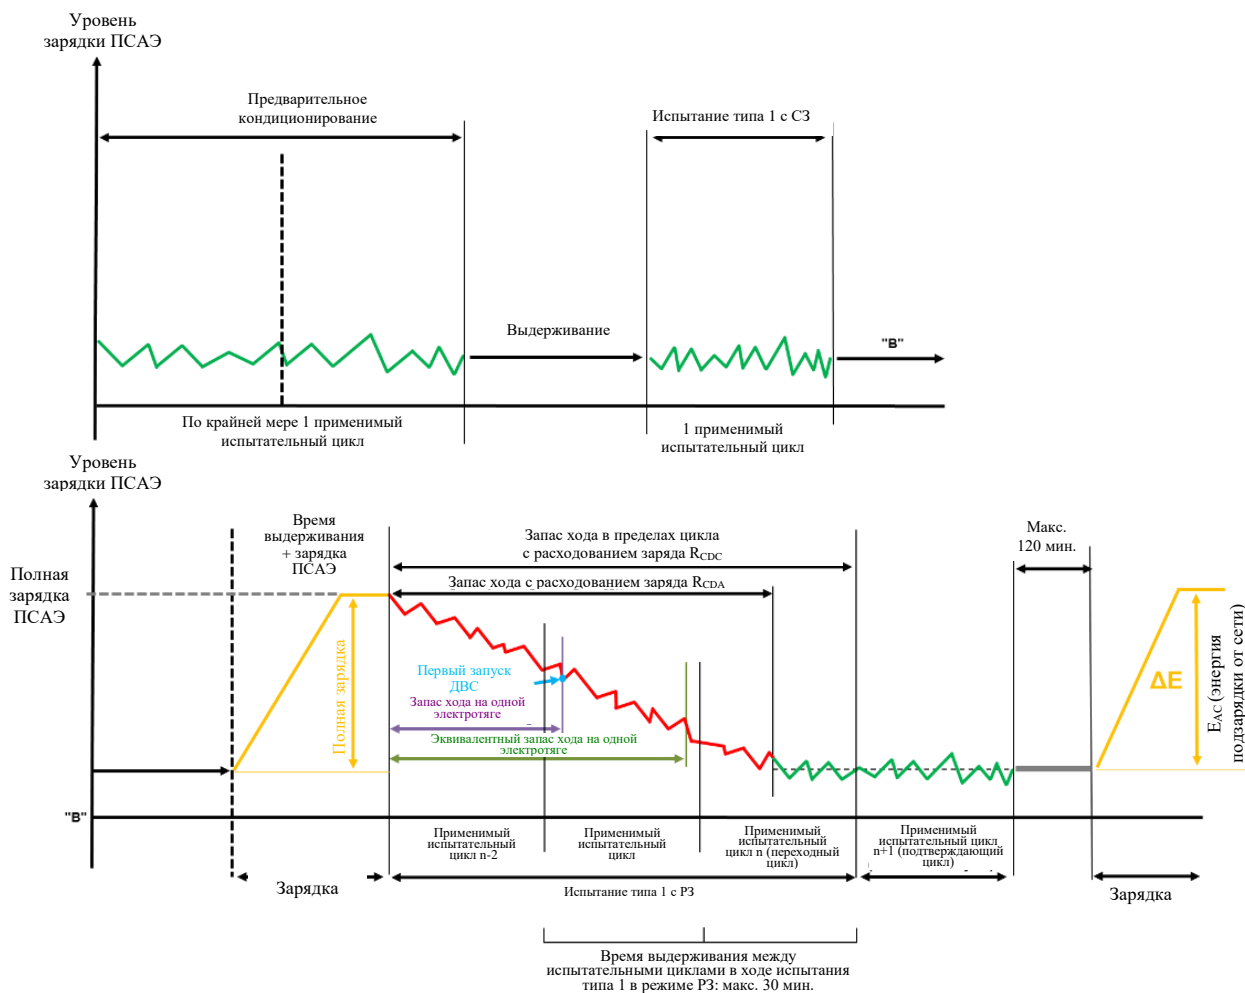 Уровень
зарядки ПСАЭ
Предварительное
кондиционирование
Испытание типа 1 с СЗ
Выдерживание
"В"
По крайней мере 1 применимый
испытательный цикл
1 применимый
испытательный цикл
Уровень
зарядки ПСАЭ
Время
выдерживания
+ зарядка
ПСАЭ
Запас хода в пределах цикла
с расходованием заряда RCDC
Макс.
120 мин.
Полная
зарядка
ПСАЭ
Запас хода с расходованием заряда RCDA
Полная зарядка
Первый запуск
ДВС
Запас хода на одной
электротяге
Эквивалентный запас хода на одной
электротяге
ΔE
EAC (энергия
подзарядки от сети)
"В"
Применимый
испытательный
цикл n-2
Применимый
испытательный
цикл
Применимый
испытательный
цикл n (переходный
цикл)
Применимый
испытательный цикл
n+1 (подтверждающий
цикл)
Зарядка
Испытание типа 1 с РЗ
Зарядка
Время выдерживания между
испытательными циклами в ходе испытания
типа 1 в режиме РЗ: макс. 30 мин.